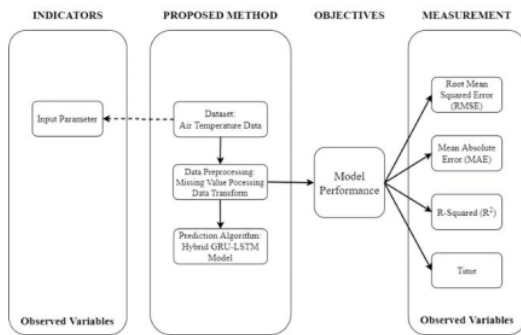 INDICATORS
PROPOSED METHOD
OBJECTIVES
MEASUREMENT
Input Parameter
Dataset:
Air Temperature Data
Data Preprocessing:
Missing Value Pocessing
Data Transform
Prediction Algorithm:
Hybrid GRU-LSTM
Model
Model
Performance
Root Mean
Squared Error
(RMSE)
Mean Absolute
Error (MAE)
R-Squared (R²)
Time
Observed Variables
Observed Variables